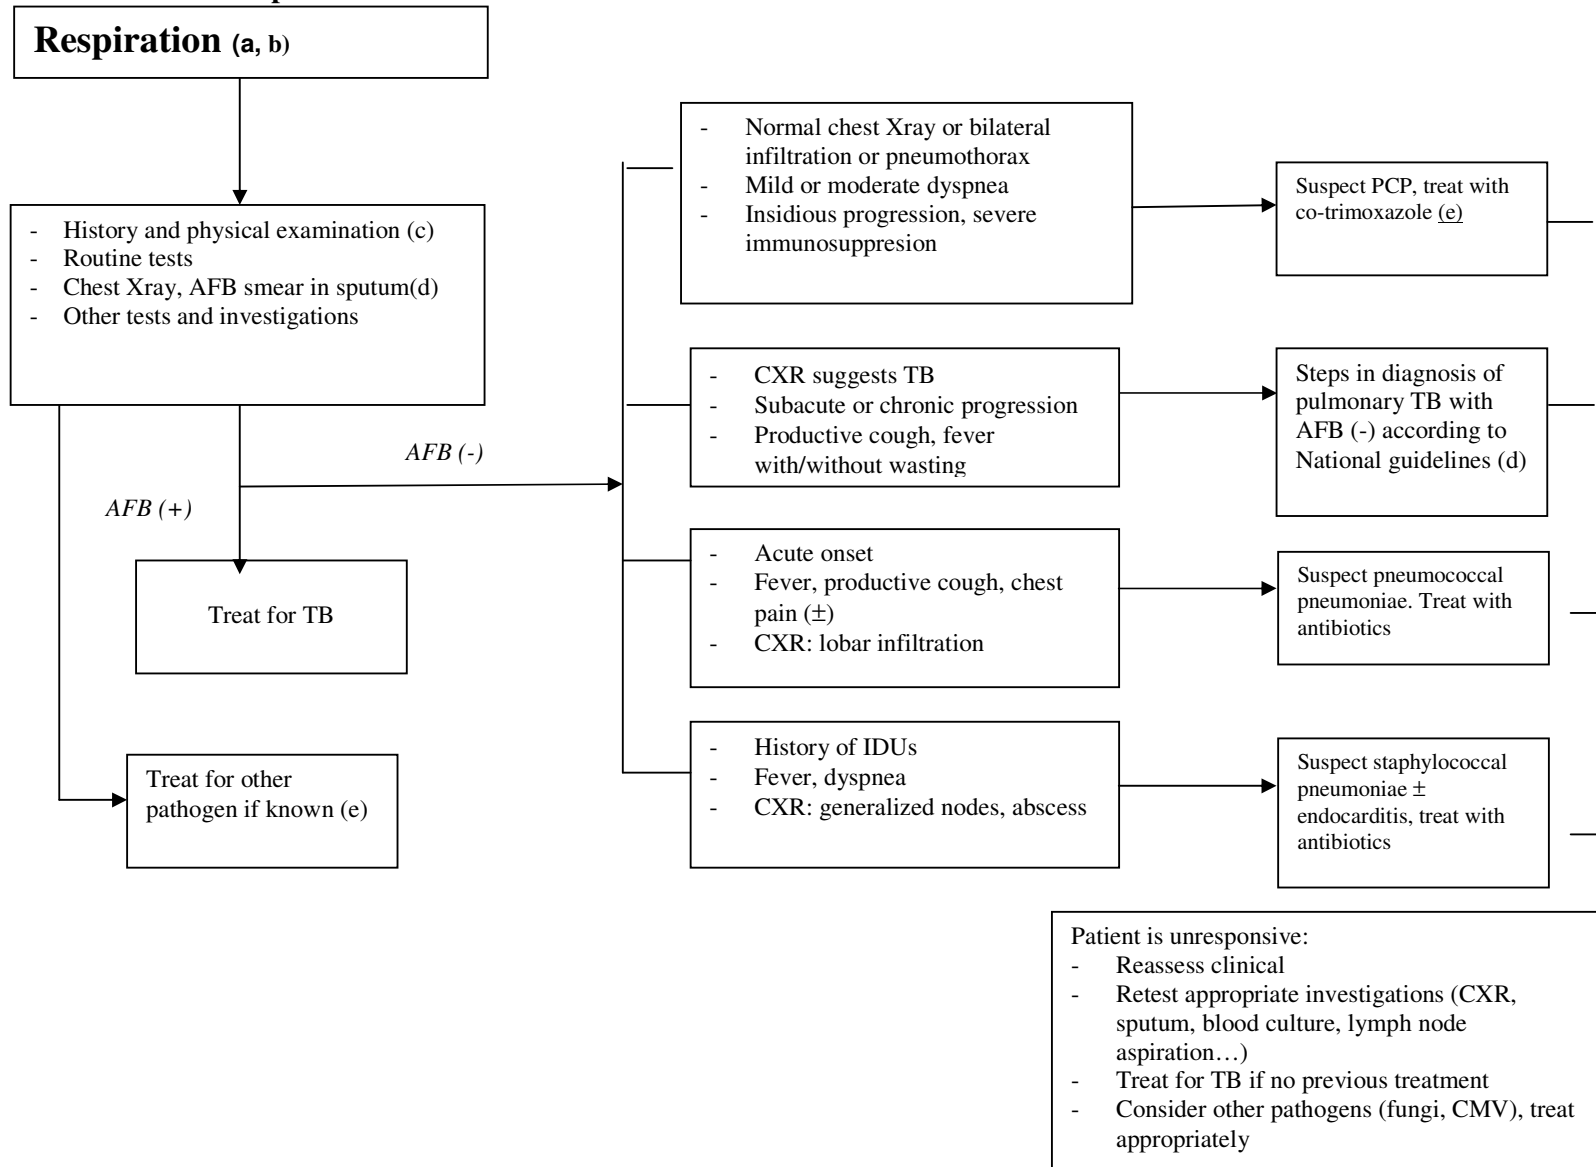 Respiration (a, b)
- History and physical examination (c)
- Routine tests
- Chest Xray, AFB smear in sputum(d)
- Other tests and investigations
AFB (-)
AFB (+)
Treat for TB
Treat for other
pathogen if known (e)
- Normal chest Xray or bilateral
infiltration or pneumothorax
- Mild or moderate dyspnea
- Insidious progression, severe
immunosuppresion
Suspect PCP, treat with
co-trimoxazole (e)
- CXR suggests TB
- Subacute or chronic progression
- Productive cough, fever
with/without wasting
Steps in diagnosis of
pulmonary TB with
AFB (-) according to
National guidelines (d)
- Acute onset
- Fever, productive cough, chest
pain (±)
- CXR: lobar infiltration
Suspect pneumococcal
pneumoniae. Treat with
antibiotics
- History of IDUs
- Fever, dyspnea
- CXR: generalized nodes, abscess
Suspect staphylococcal
pneumoniae ±
endocarditis, treat with
antibiotics
Patient is unresponsive:
- Reassess clinical
- Retest appropriate investigations (CXR,
sputum, blood culture, lymph node
aspiration…)
- Treat for TB if no previous treatment
- Consider other pathogens (fungi, CMV), treat
appropriately